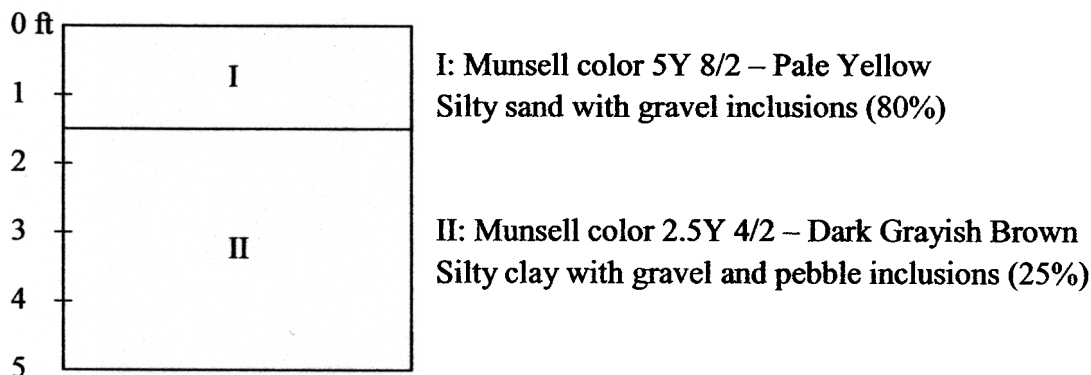 0 ft
I
I: Munsell color 5Y 8/2 – Pale Yellow
1
Silty sand with gravel inclusions (80%)
2
3
II
II: Munsell color 2.5Y 4/2 – Dark Grayish Brown
Silty clay with gravel and pebble inclusions (25%)
4
5